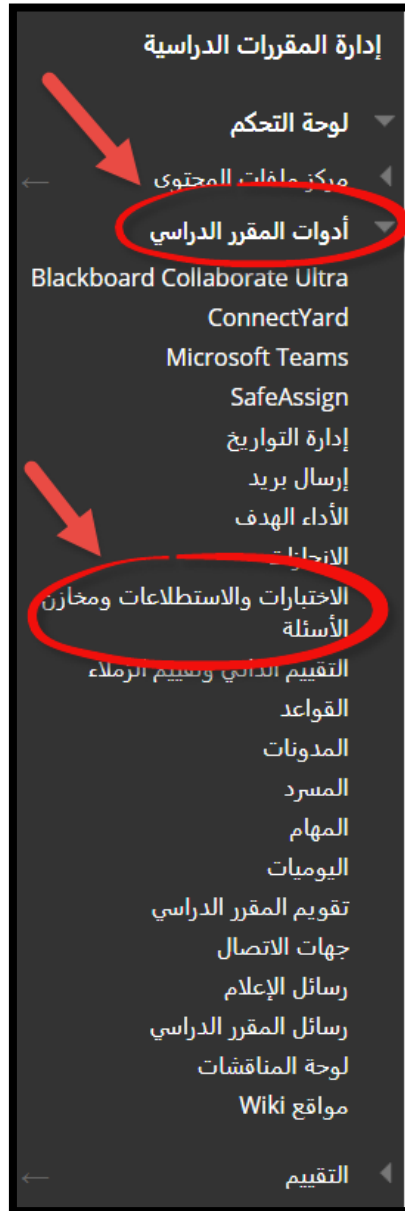 إدارة المقررات الدراسية
لوحة التحكم
مركز ملفات المحتوى
أدوات المقرر الدراسي
Blackboard Collaborate Ultra
ConnectYard
Microsoft Teams
SafeAssign
إدارة التواريخ
إرسال بريد
الأداء الهدف
الإنجازات
الاختبارات والاستطلاعات ومخازن
الأسئلة
التقييم الذاتي وتقييم الزملاء
القواعد
المدونات
المسرد
المهام
اليوميات
تقويم المقرر الدراسي
جهات الاتصال
رسائل الإعلام
رسائل المقرر الدراسي
لوحة المناقشات
مواقع Wiki
التقييم